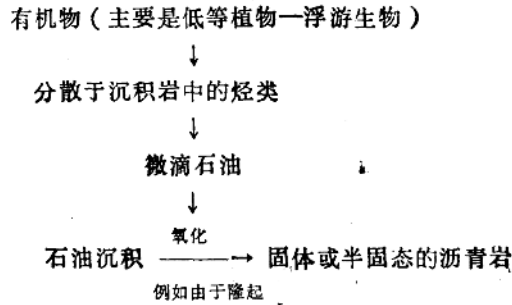 有机物（主要是低等植物—浮游生物）
↓
分散于沉积岩中的烃类
↓
微滴石油
↓
氧化
石油沉积 ——→ 固体或半固态的沥青岩
例如由于隆起